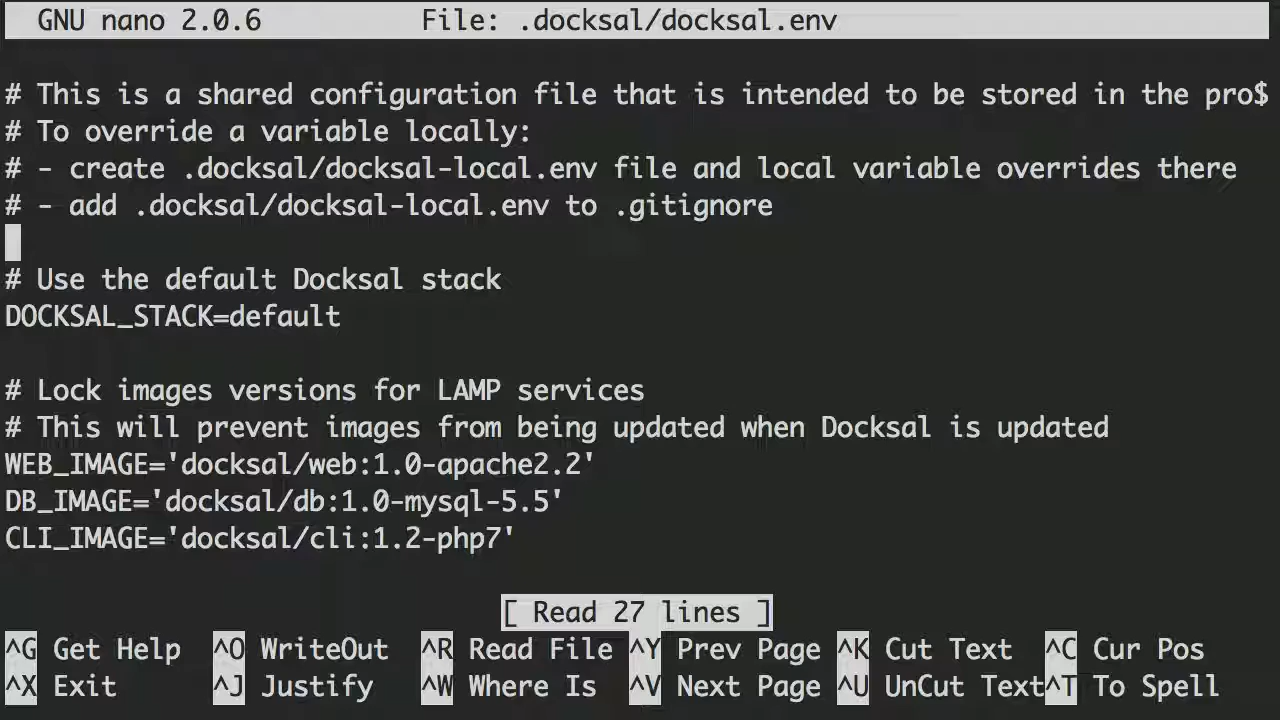 GNU nano 2.0.6 File: .docksal/docksal.env
# This is a shared configuration file that is intended to be stored in the pro$
# To override a variable locally:
# - create .docksal/docksal-local.env file and local variable overrides there
# - add .docksal/docksal-local.env to .gitignore
# Use the default Docksal stack
DOCKSAL_STACK=default
# Lock images versions for LAMP services
# This will prevent images from being updated when Docksal is updated
WEB_IMAGE='docksal/web:1.0-apache2.2'
DB_IMAGE='docksal/db:1.0-mysql-5.5'
CLI_IMAGE='docksal/cli:1.2-php7'
[ Read 27 lines ]
^G Get Help ^O WriteOut ^R Read File ^Y Prev Page ^K Cut Text ^C Cur Pos
^X Exit ^J Justify ^W Where Is ^V Next Page ^U UnCut Text^T To Spell